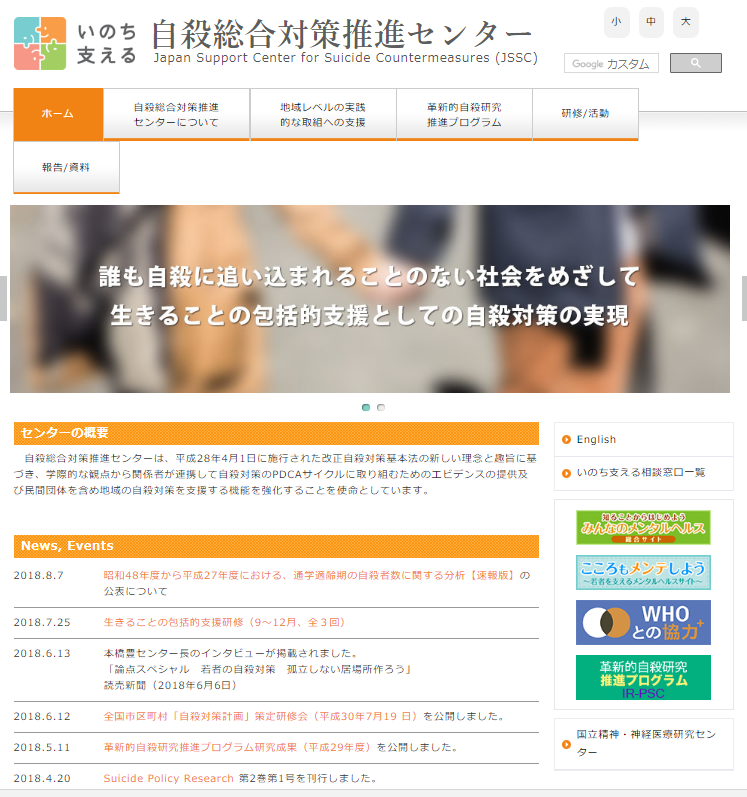 いのち
支える
自殺総合対策推進センター
Japan Support Center for Suicide Countermeasures (JSSC)
小 中 大
Google カスタム
ホーム
自殺総合対策推進
センターについて
地域レベルの実践
的な取組への支援
革新的自殺研究
推進プログラム
研修/活動
報告/資料
誰も自殺に追い込まれることのない社会をめざして
生きることの包括的支援としての自殺対策の実現
センターの概要
自殺総合対策推進センターは、平成28年4月1日に施行された改正自殺対策基本法の新しい理念と趣旨に基
づき、学際的な観点から関係者が連携して自殺対策のPDCAサイクルに取り組むためのエビデンスの提供及
び民間団体を含め地域の自殺対策を支援する機能を強化することを使命としています。
News, Events
2018.8.7 昭和48年度から平成27年度における、通学適齢期の自殺者数に関する分析【速報版】の
公表について
2018.7.25 生きることの包括的支援研修（9～12月、全３回）
2018.6.13 本橋豊センター長のインタビューが掲載されました。
「論点スペシャル　若者の自殺対策　孤立しない居場所作ろう」
読売新聞（2018年6月6日）
2018.6.12 全国市区町村「自殺対策計画」策定研修会（平成30年7月19 日）を公開しました。
2018.5.11 革新的自殺研究推進プログラム研究成果（平成29年度）を公開しました。
2018.4.20 Suicide Policy Research 第2巻第1号を刊行しました。
English
いのち支える相談窓口一覧
知ることからはじめよう
みんなのメンタルヘルス
総合サイト
こころもメンテしよう
～若者を支えるメンタルヘルスサイト～
WHO
との協力
革新的自殺研究
推進プログラム
IR-PSC
国立精神・神経医療研究セン
ター